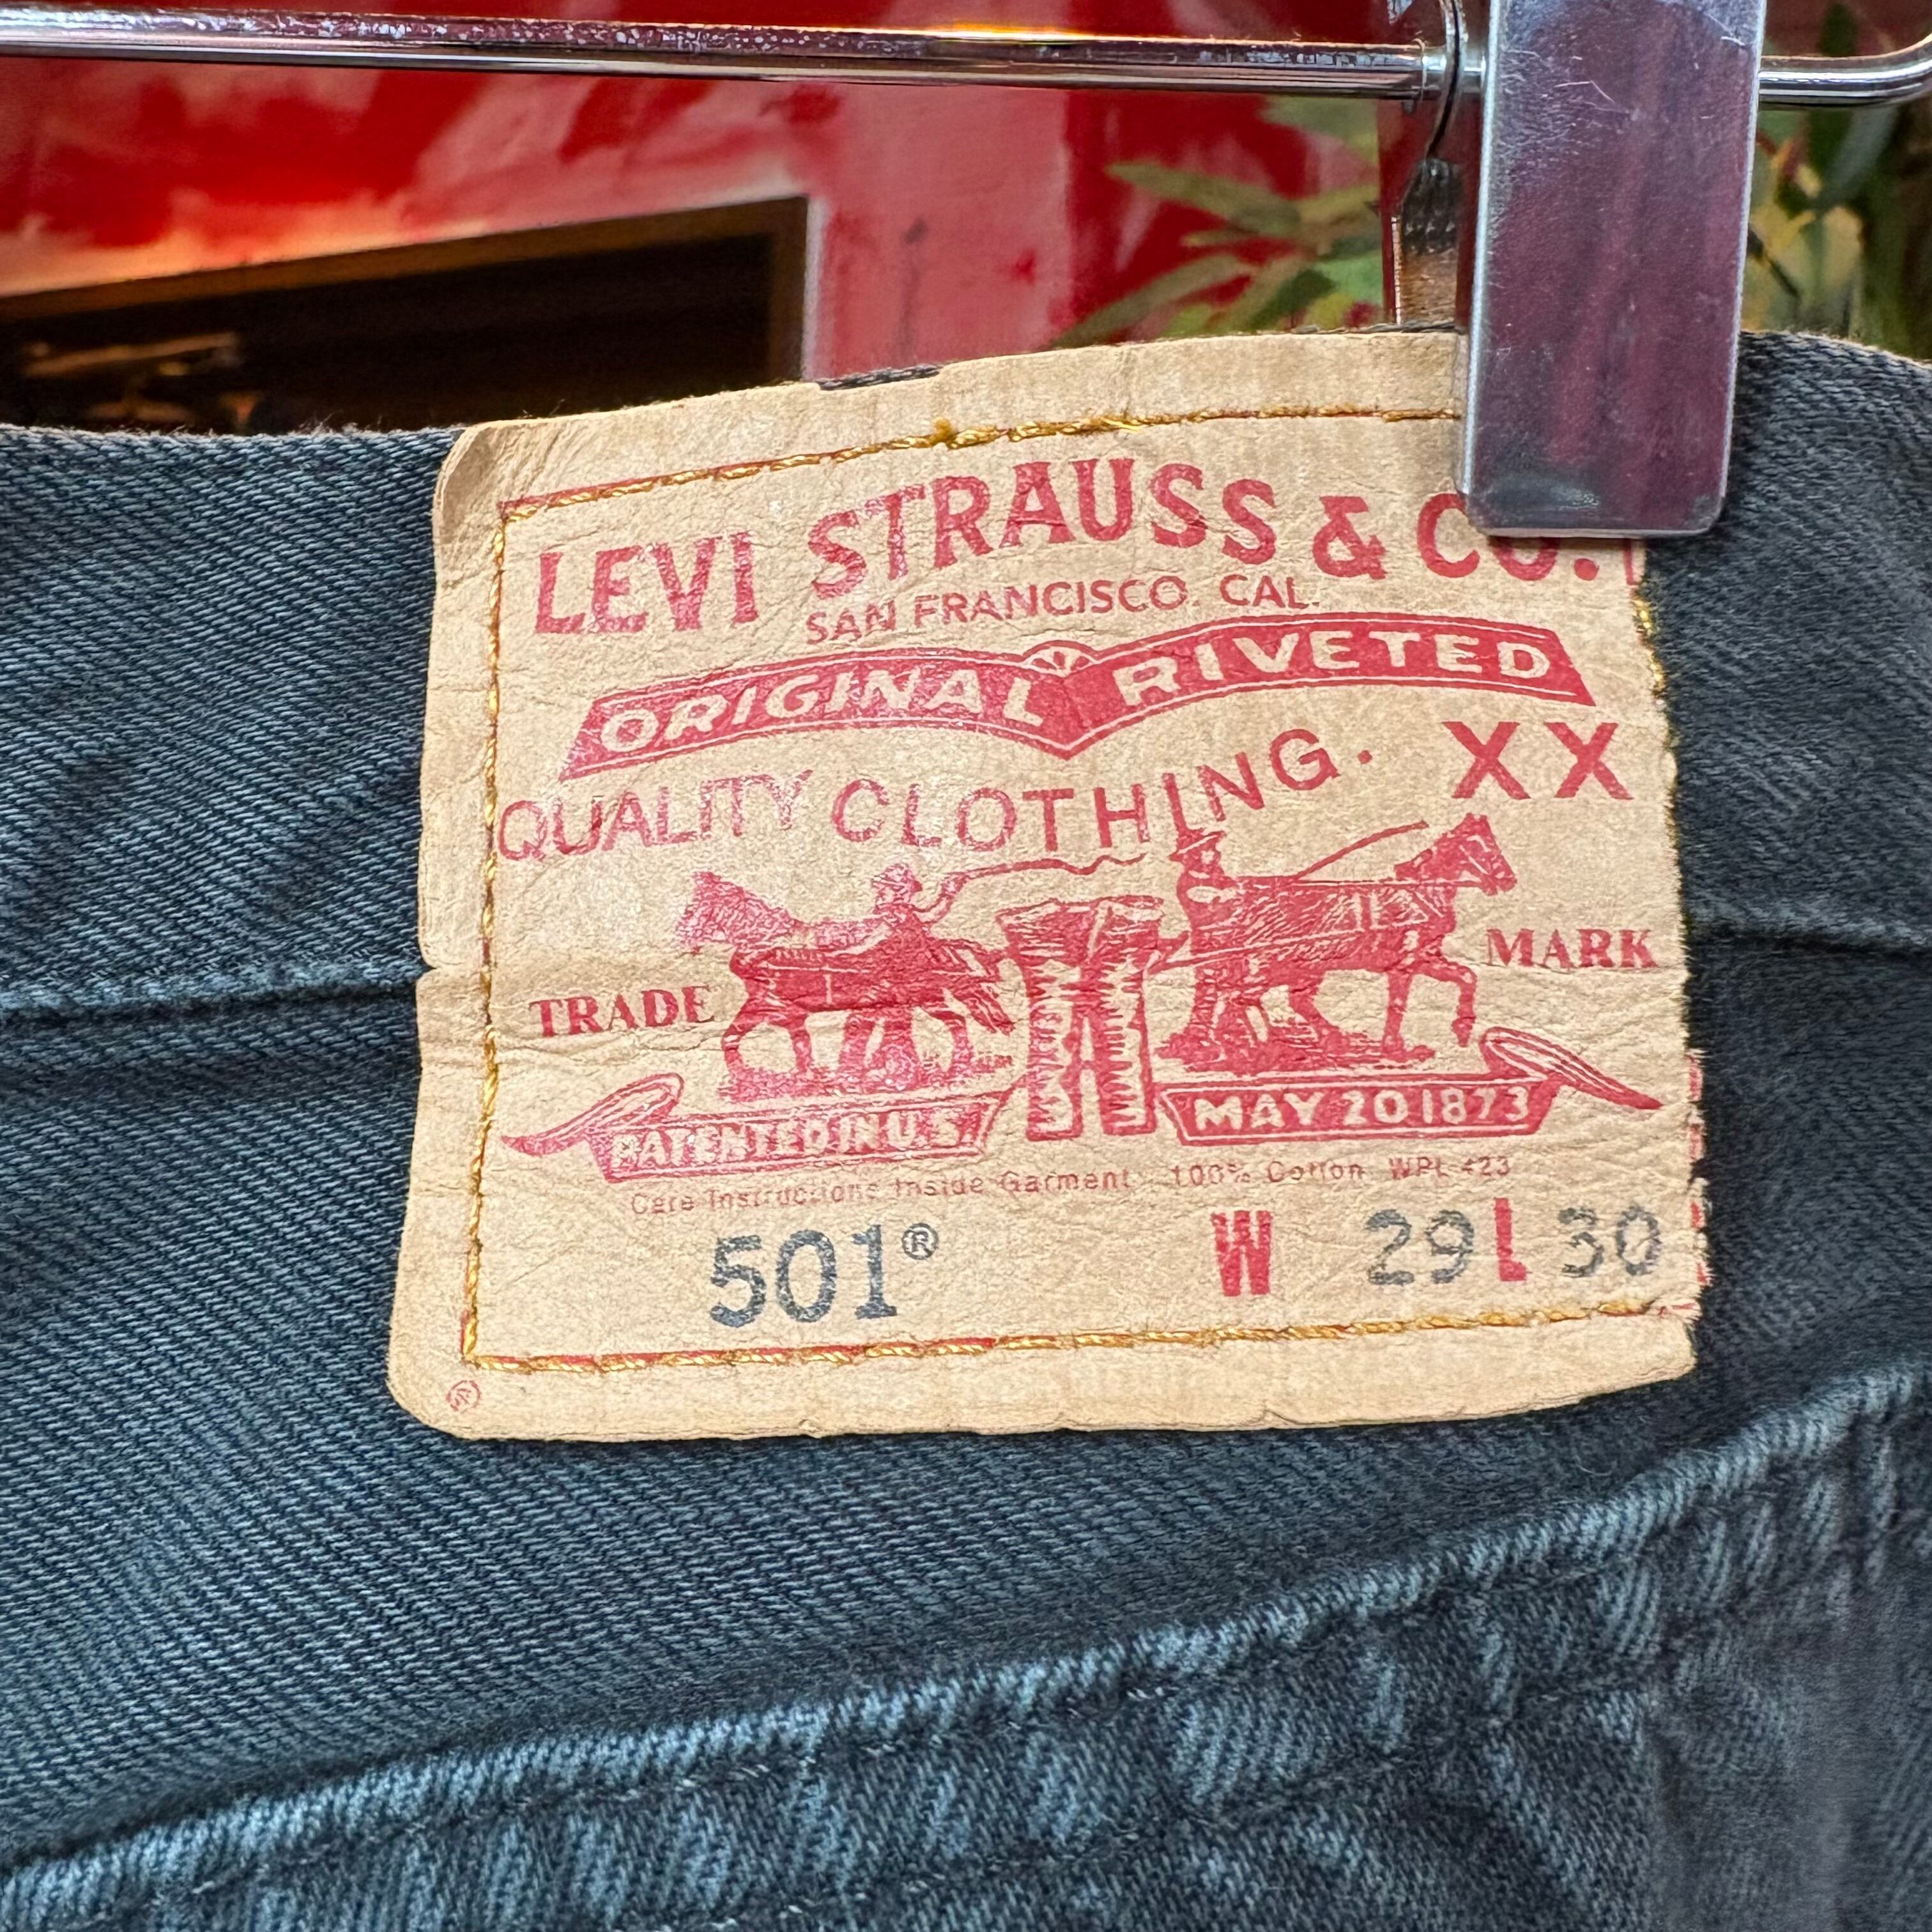 LEVI STRAUSS & CO.
SAN FRANCISCO. CAL.
ORIGINAL RIVETED
QUALITY CLOTHING. XX
TRADE MARK
PATENTED IN U.S. MAY 20 1873
Care Instructions Inside Garment 100% Cotton WPL 423
501® W 29 L 30